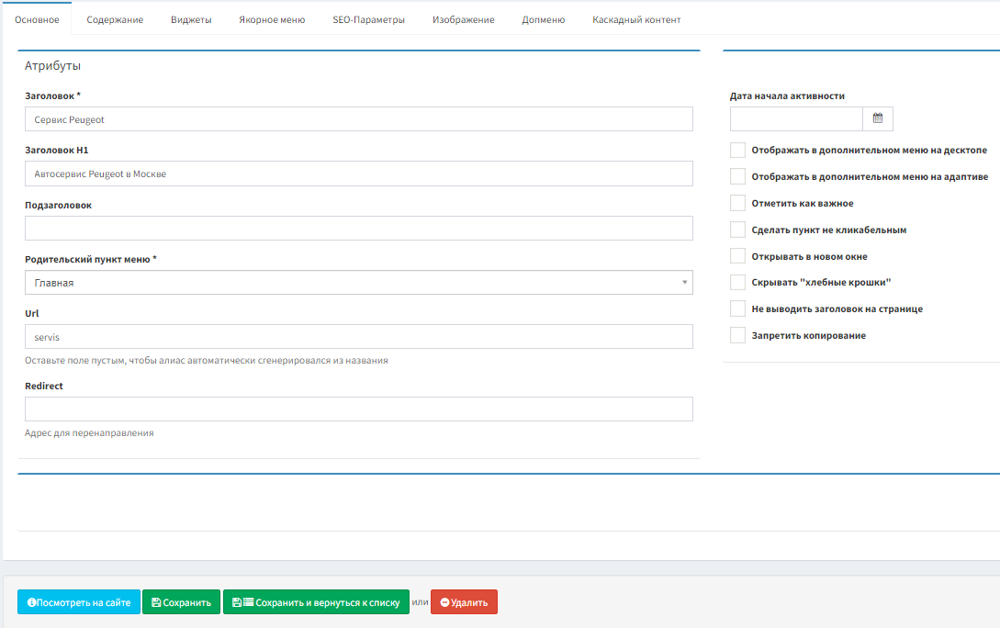 Основное Содержание Виджеты Якорное меню SEO-Параметры Изображение Допменю Каскадный контент
Атрибуты
Заголовок *
Сервис Peugeot
Заголовок H1
Автосервис Peugeot в Москве
Подзаголовок
Родительский пункт меню *
Главная
Url
servis
Оставьте поле пустым, чтобы алиас автоматически сгенерировался из названия
Redirect
Адрес для перенаправления
Дата начала активности
Отображать в дополнительном меню на десктопе
Отображать в дополнительном меню на адаптиве
Отметить как важное
Сделать пункт не кликабельным
Открывать в новом окне
Скрывать "хлебные крошки"
Не выводить заголовок на странице
Запретить копирование
Посмотреть на сайте Сохранить Сохранить и вернуться к списку или Удалить